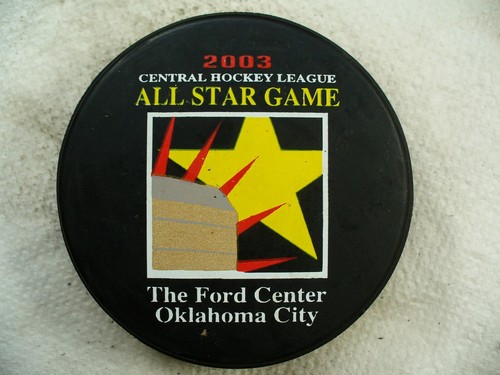 2003
CENTRAL HOCKEY LEAGUE
ALL STAR GAME
The Ford Center
Oklahoma City